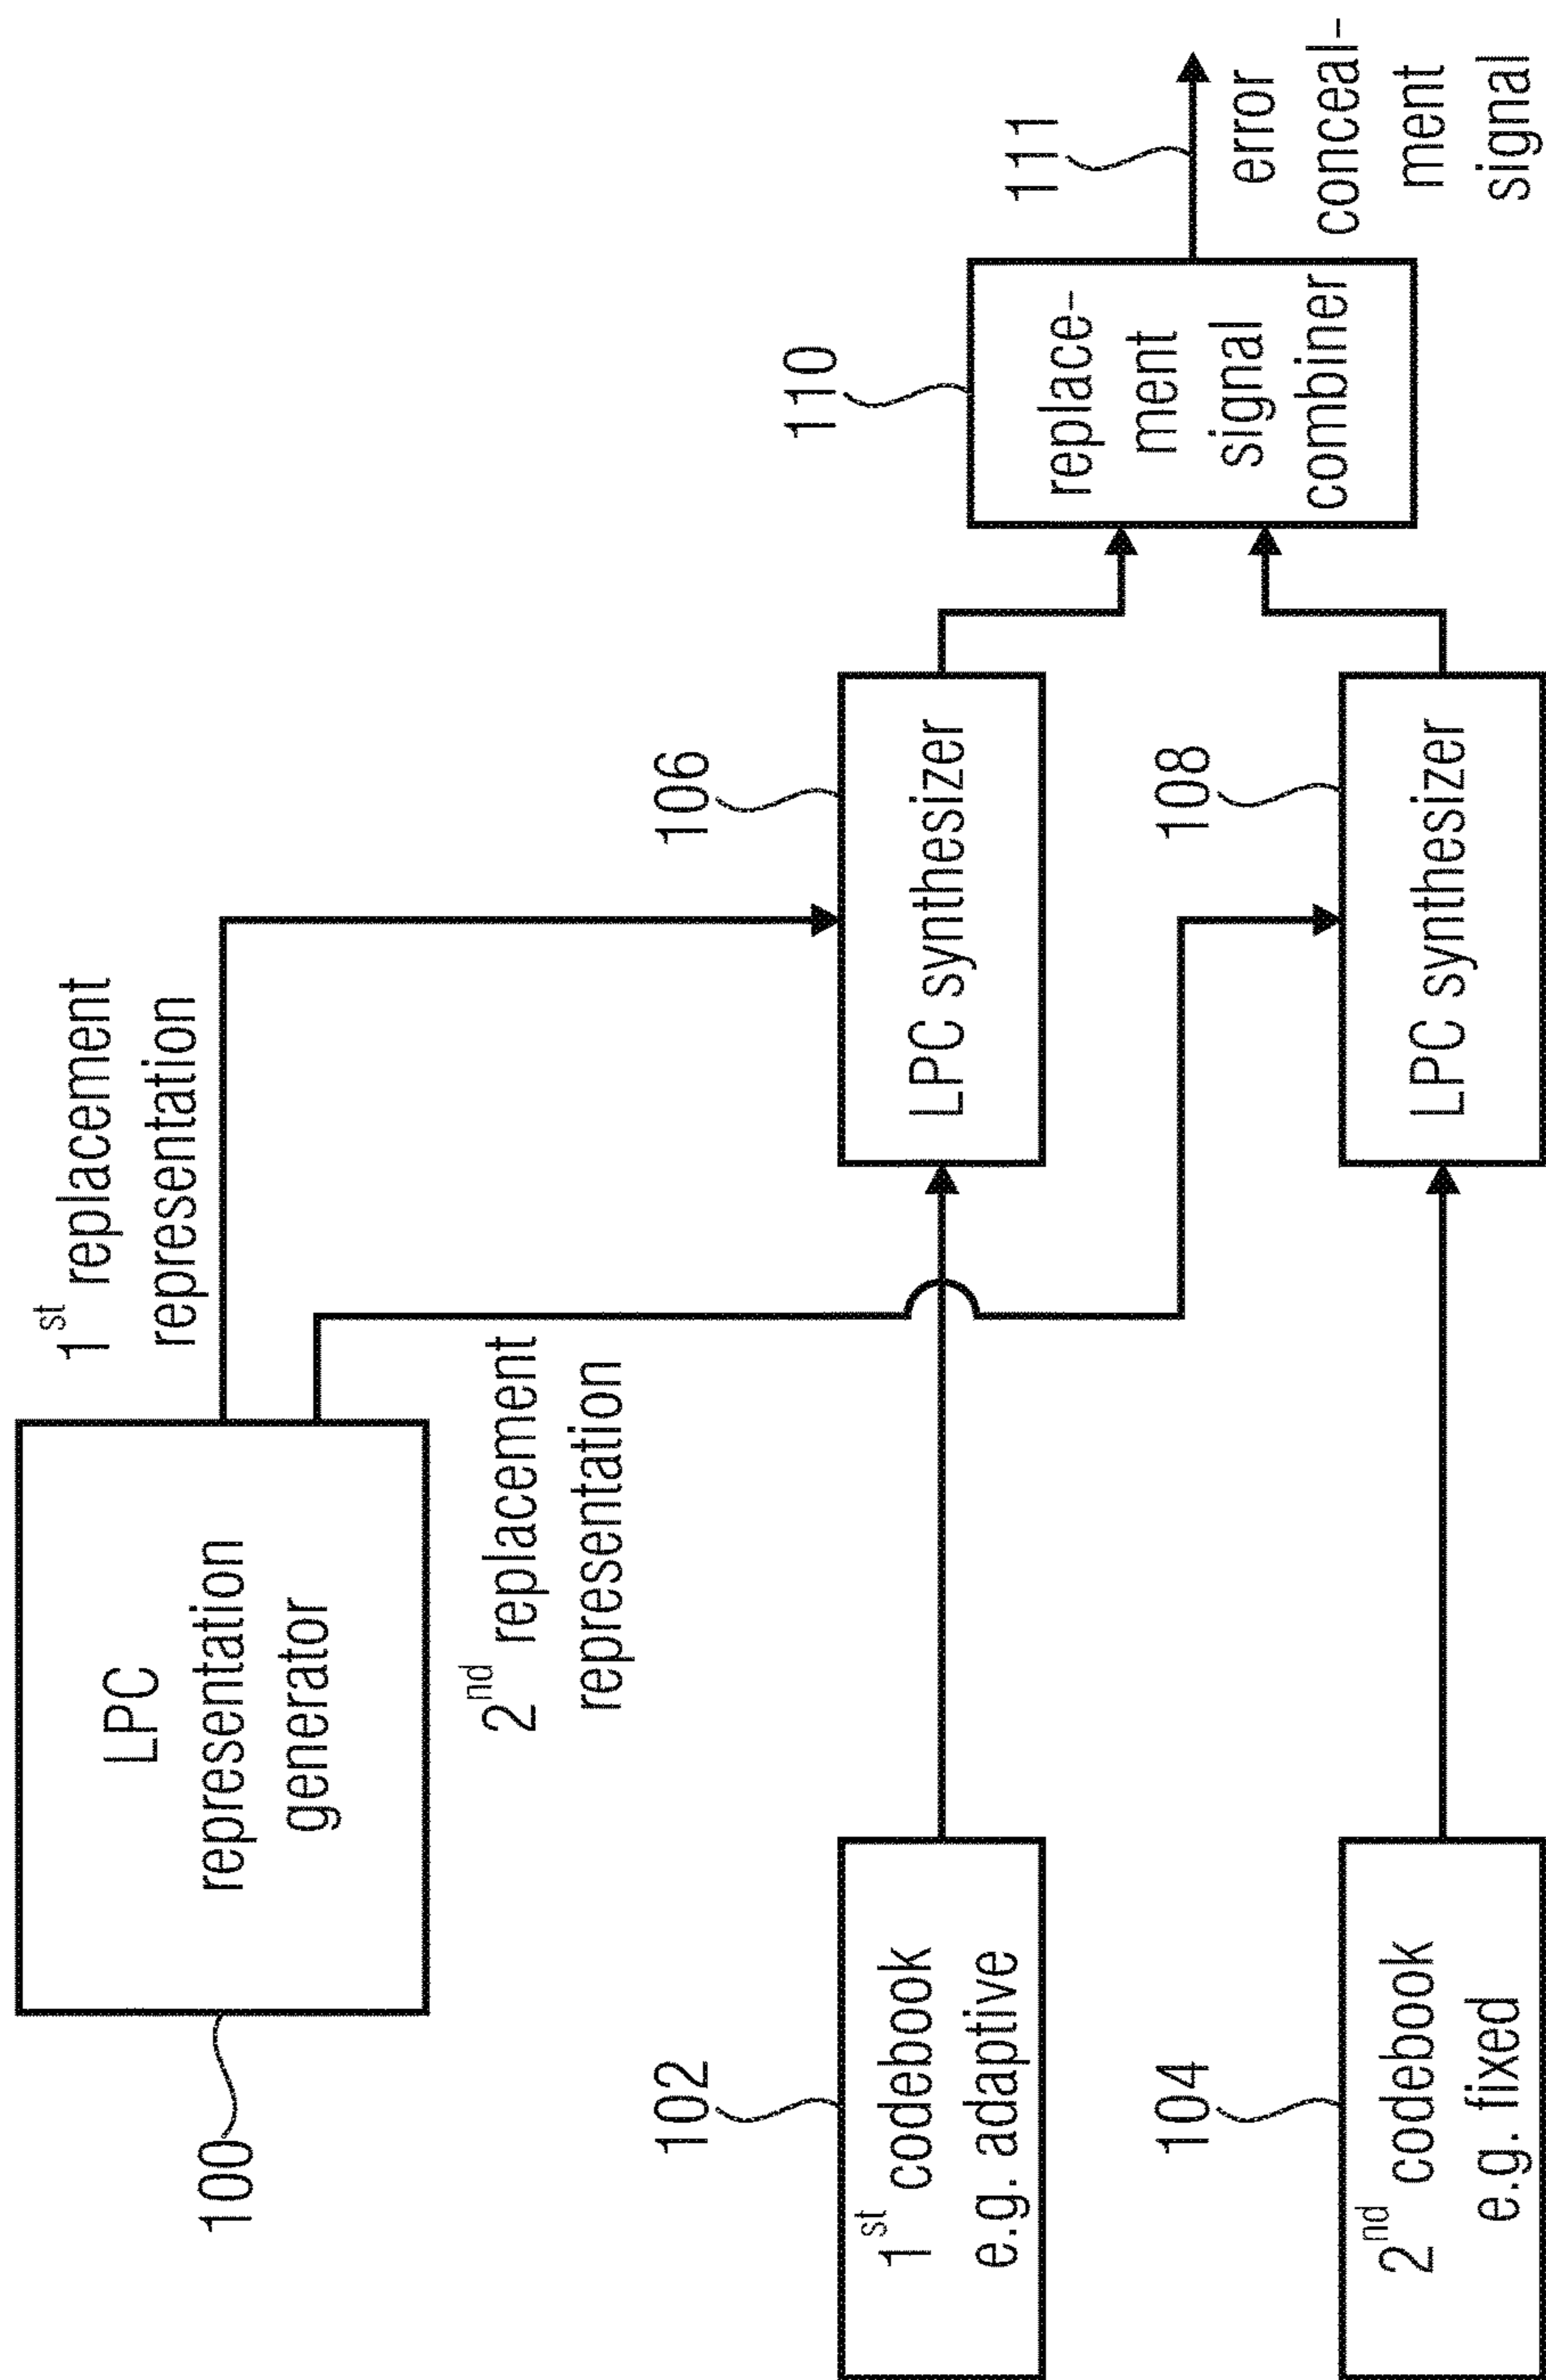 1st replacement
representation
LPC
representation
generator
100
2nd replacement
representation
102
1st codebook
e.g. adaptive
106
LPC synthesizer
110
replace-
ment
signal
combiner
111
error
conceal-
ment
signal
104
2nd codebook
e.g. fixed
108
LPC synthesizer